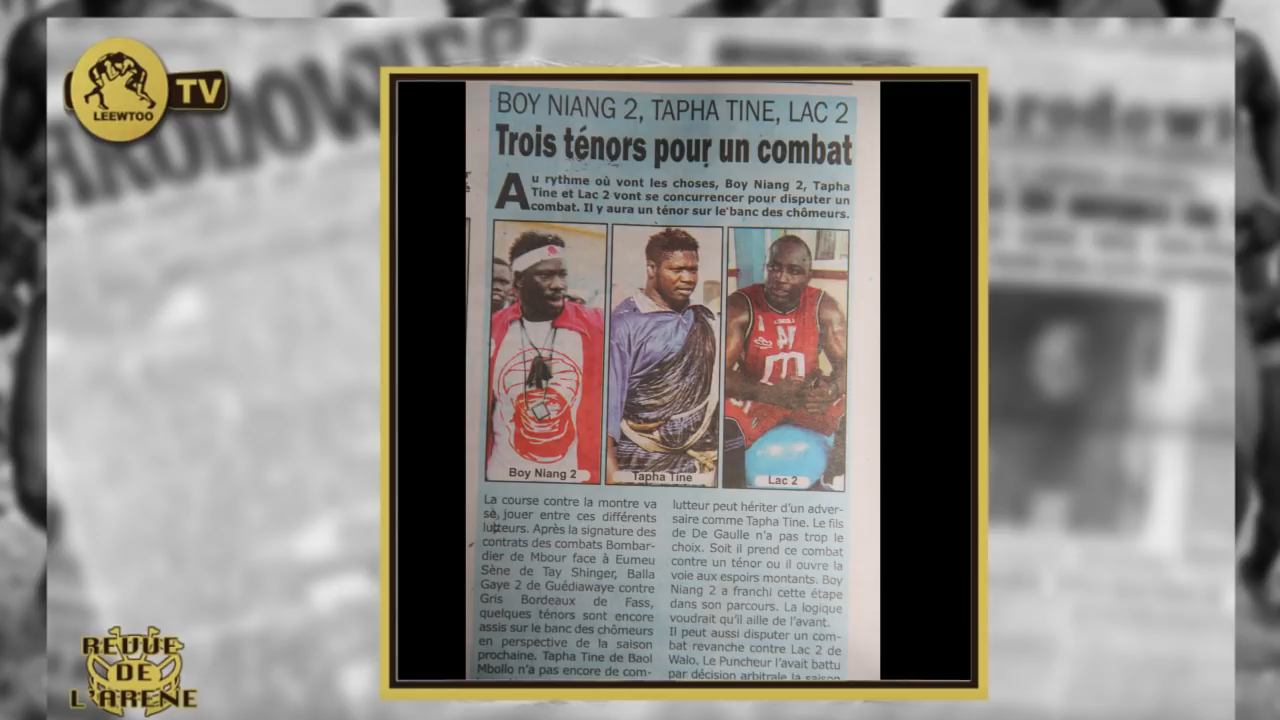 LEEWTOO
TV
BOY NIANG 2, TAPHA TINE, LAC 2
Trois ténors pour un combat
Au rythme où vont les choses, Boy Niang 2, Tapha
Tine et Lac 2 vont se concurrencer pour disputer un
combat. Il y aura un ténor sur le banc des chômeurs.
Boy Niang 2
Tapha Tine
Lac 2
La course contre la montre va
se jouer entre ces différents
lutteurs. Après la signature des
contrats des combats Bombar-
dier de Mbour face à Eumeu
Sène de Tay Shinger, Balla
Gaye 2 de Guédiawaye contre
Gris Bordeaux de Fass,
quelques ténors sont encore
assis sur le banc des chômeurs
en perspective de la saison
prochaine. Tapha Tine de Baol
Mbollo n'a pas encore de com-
lutteur peut hériter d'un adver-
saire comme Tapha Tine. Le fils
de De Gaulle n'a pas trop le
choix. Soit il prend ce combat
contre un ténor ou il ouvre la
voie aux espoirs montants. Boy
Niang 2 a franchi cette étape
dans son parcours. La logique
voudrait qu'il aille de l'avant.
Il peut aussi disputer un com-
bat revanche contre Lac 2 de
Walo. Le Puncheur l'avait battu
par décision arbitrale la saison
REVUE
DE
L'ARENE